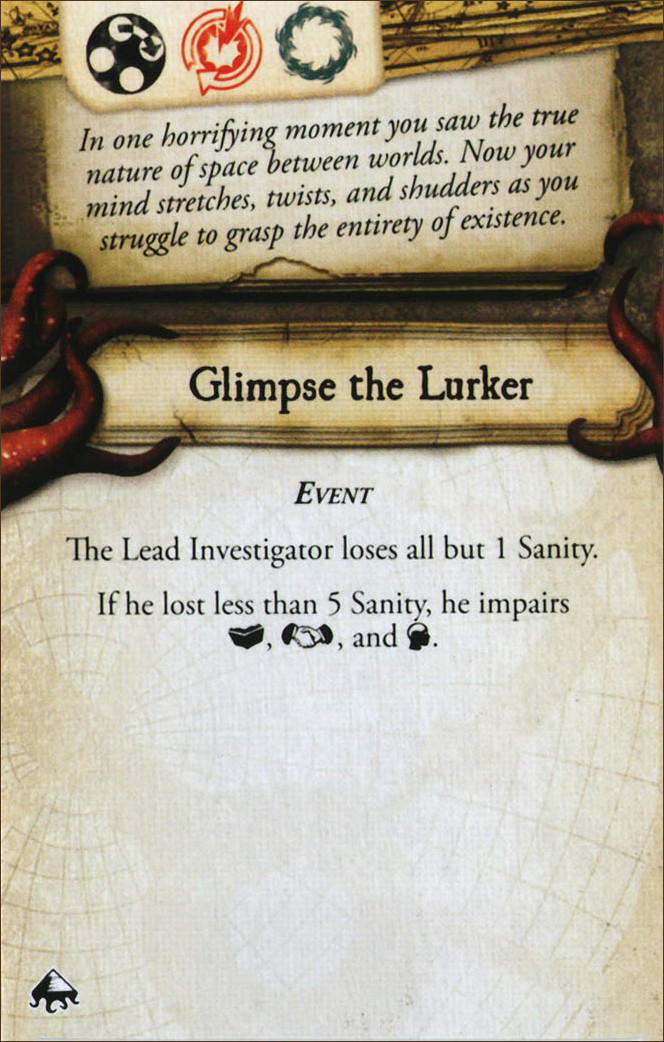 In one horrifying moment you saw the true
nature of space between worlds. Now your
mind stretches, twists, and shudders as you
struggle to grasp the entirety of existence.
Glimpse the Lurker
Event
The Lead Investigator loses all but 1 Sanity.
If he lost less than 5 Sanity, he impairs
, , and .